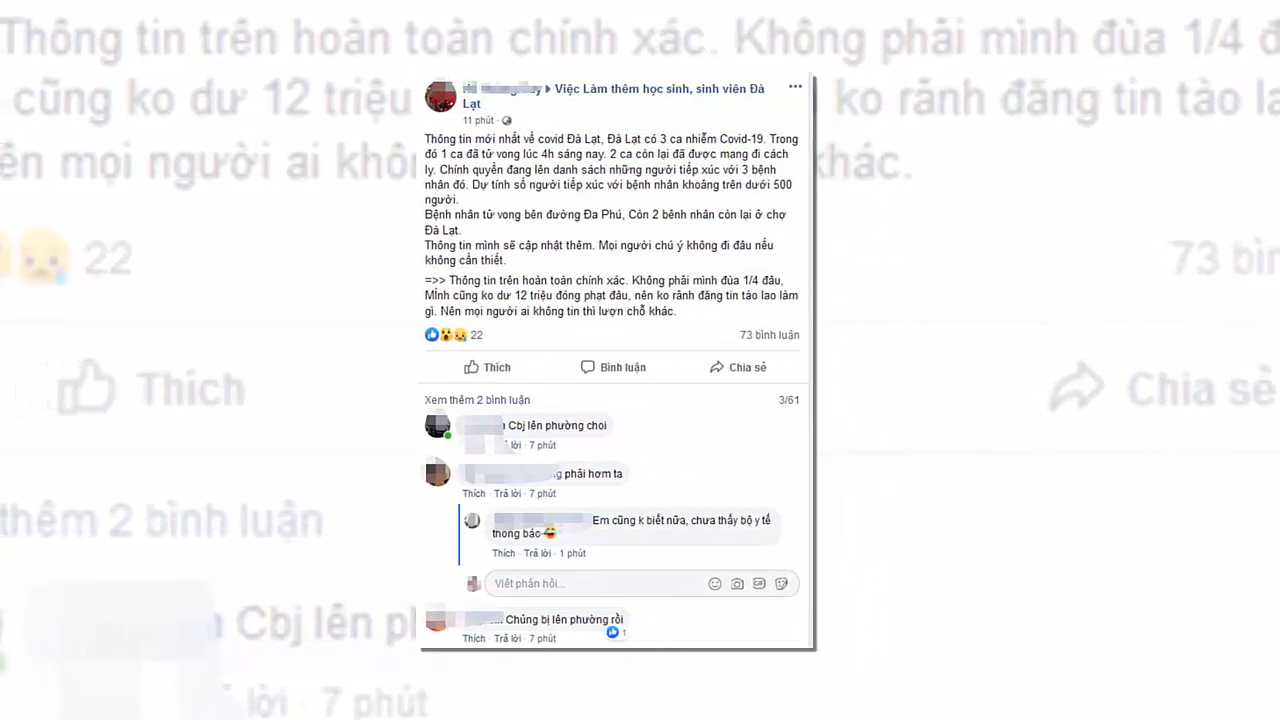 Thông tin trên hoàn toàn chính xác. Không phải mình đùa 1/4 đ
cũng ko dư 12 triệu
ko rảnh đăng tin tào la
ên mọi người ai khôn
khác.
22
73 bìn
Thích
Chia sẻ
thêm 2 bình luận
Cbj lên p
lời · 7 phút
Việc Làm thêm học sinh, sinh viên Đà
Lạt
11 phút ·
Thông tin mới nhất về covid Đà Lạt, Đà Lạt có 3 ca nhiễm Covid-19. Trong
đó 1 ca đã tử vong lúc 4h sáng nay. 2 ca còn lại đã được mang đi cách
ly. Chính quyển đang lên danh sách những người tiếp xúc với 3 bệnh
nhân đó. Dự tính số người tiếp xúc với bệnh nhân khoảng trên dưới 500
người.
Bệnh nhân tử vong bên đường Đa Phú, Còn 2 bênh nhân còn lại ở chợ
Đà Lạt.
Thông tin mình sẽ cập nhật thêm. Mọi người chú ý không đi đâu nếu
không cần thiết.
=>> Thông tin trên hoàn toàn chính xác. Không phải mình đùa 1/4 đâu,
Mình cũng ko dư 12 triệu đóng phạt đâu, nên ko rảnh đăng tin tào lao làm
gì. Nên mọi người ai không tin thì lượn chỗ khác.
22
73 bình luận
Thích
Bình luận
Chia sẻ
Xem thêm 2 bình luận
3/61
Cbj lên phường choi
lời · 7 phút
phải hơm ta
Thích · Trả lời · 7 phút
Em cũng k biết nữa, chưa thấy bộ y tế
thong báo 😂
Thích · Trả lời · 1 phút
Viết phản hồi...
Chủng bị lên phường rồi
1
Thích · Trả lời · 7 phút